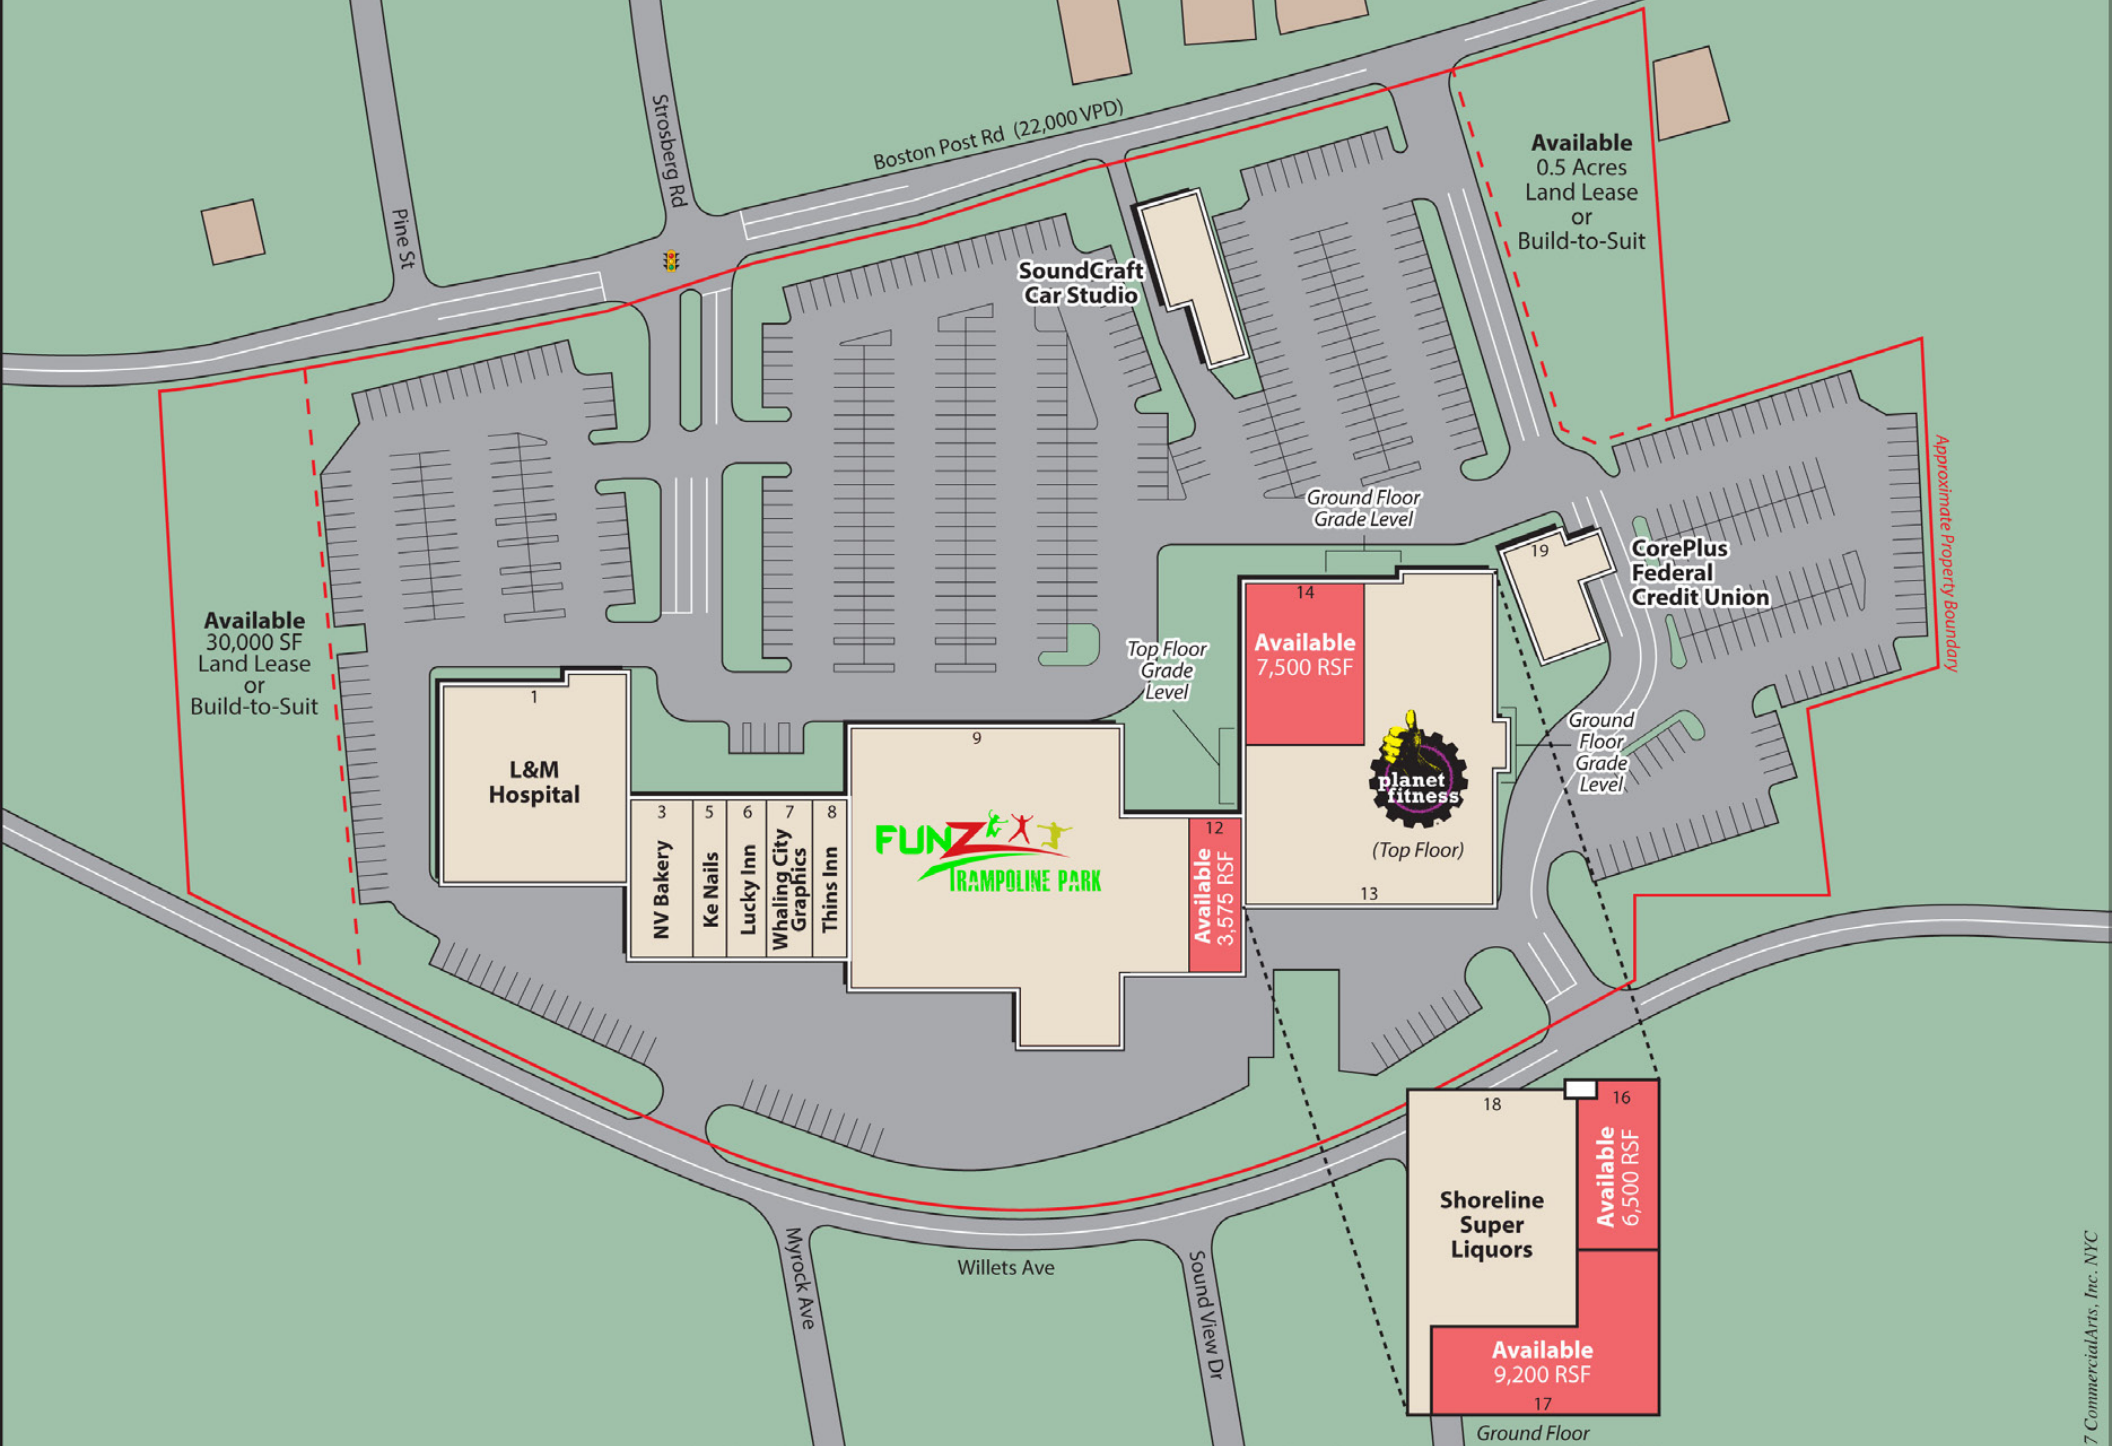 Boston Post Rd (22,000 VPD)
Strosberg Rd
Pine St
Available
0.5 Acres
Land Lease
or
Build-to-Suit
SoundCraft
Car Studio
Approximate Property Boundary
Ground Floor
Grade Level
19
CorePlus
Federal
Credit Union
Available
30,000 SF
Land Lease
or
Build-to-Suit
14
Available
7,500 RSF
Top Floor
Grade
Level
Ground
Floor
Grade
Level
1
L&M
Hospital
9
FUNZ
TRAMPOLINE PARK
planet
fitness
(Top Floor)
13
3
NV Bakery
5
Ke Nails
6
Lucky Inn
7
Whaling City
Graphics
8
Thins Inn
12
Available
3,575 RSF
18
Shoreline
Super
Liquors
16
Available
6,500 RSF
Available
9,200 RSF
17
Ground Floor
Willets Ave
Myrock Ave
Sound View Dr
7 CommercialArts, Inc. NYC